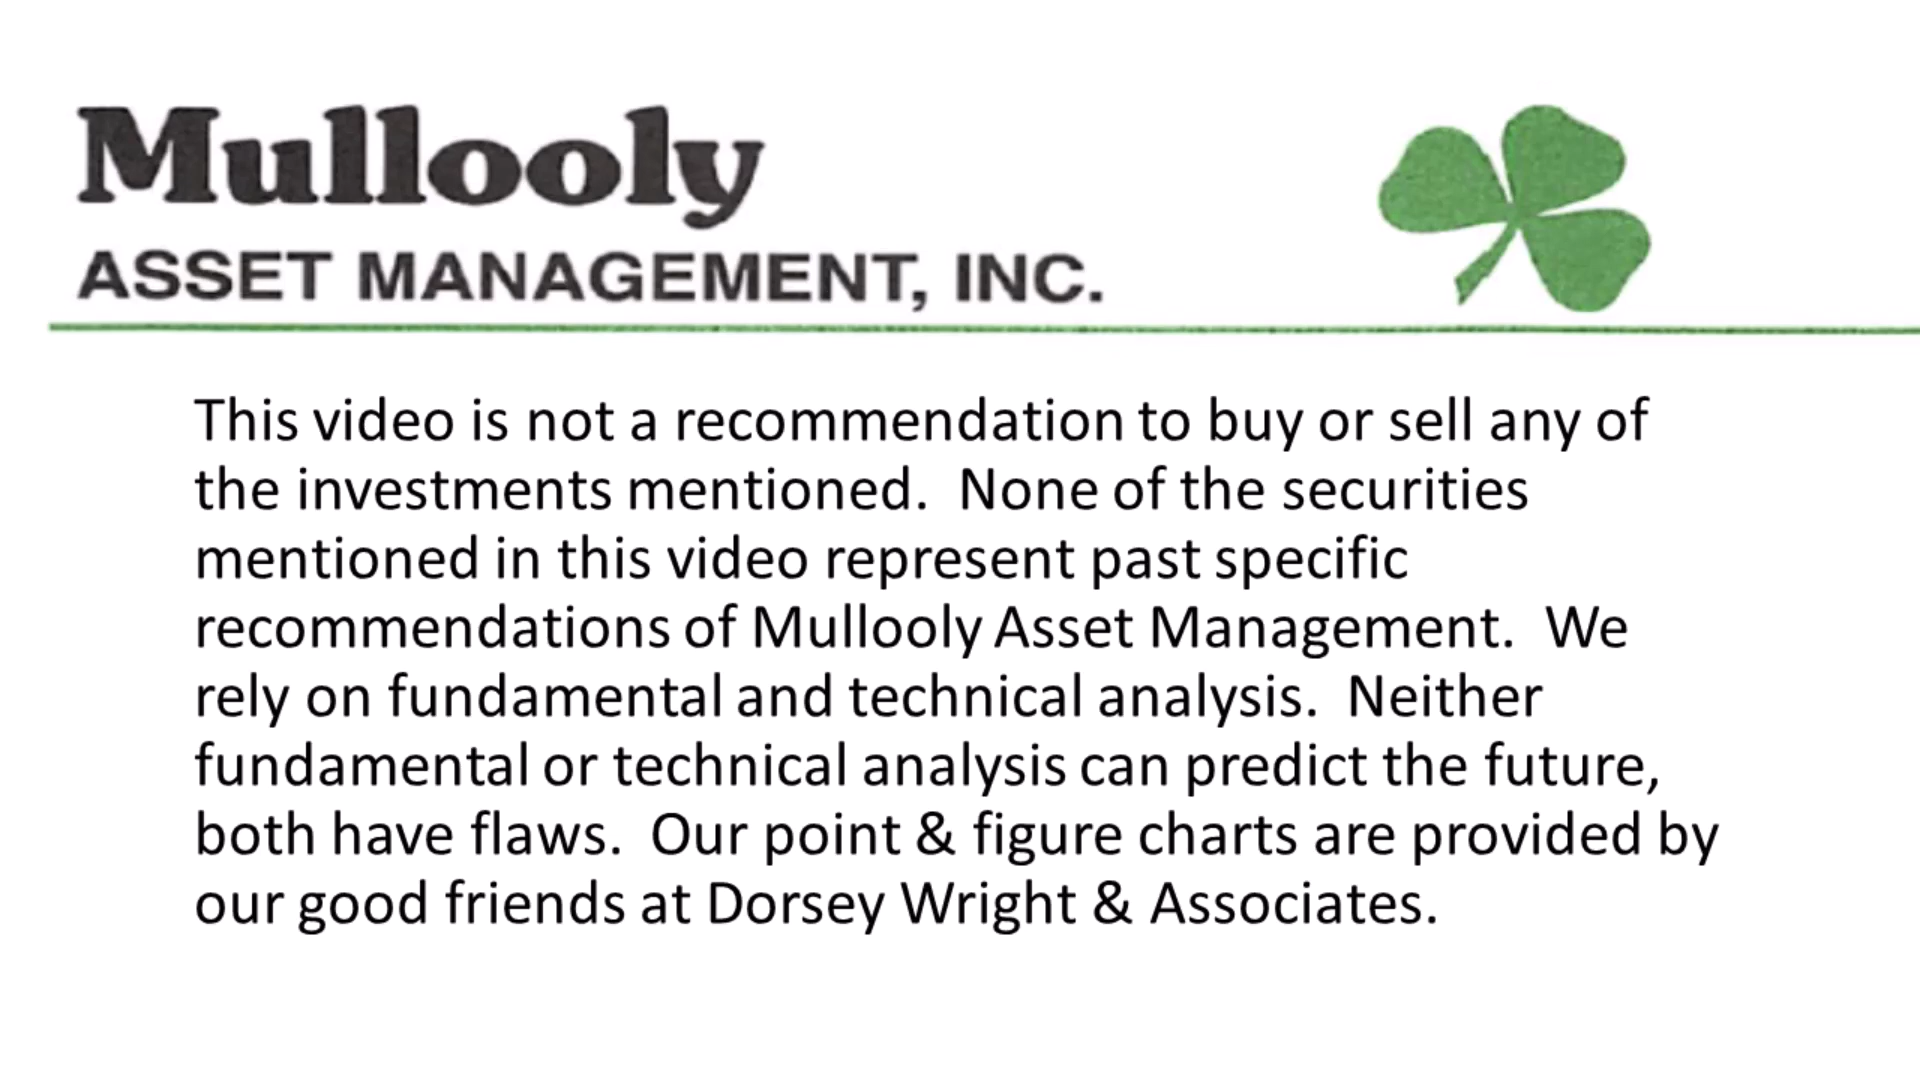 Mullooly
ASSET MANAGEMENT, INC.
This video is not a recommendation to buy or sell any of
the investments mentioned.  None of the securities
mentioned in this video represent past specific
recommendations of Mullooly Asset Management.  We
rely on fundamental and technical analysis.  Neither
fundamental or technical analysis can predict the future,
both have flaws.  Our point & figure charts are provided by
our good friends at Dorsey Wright & Associates.